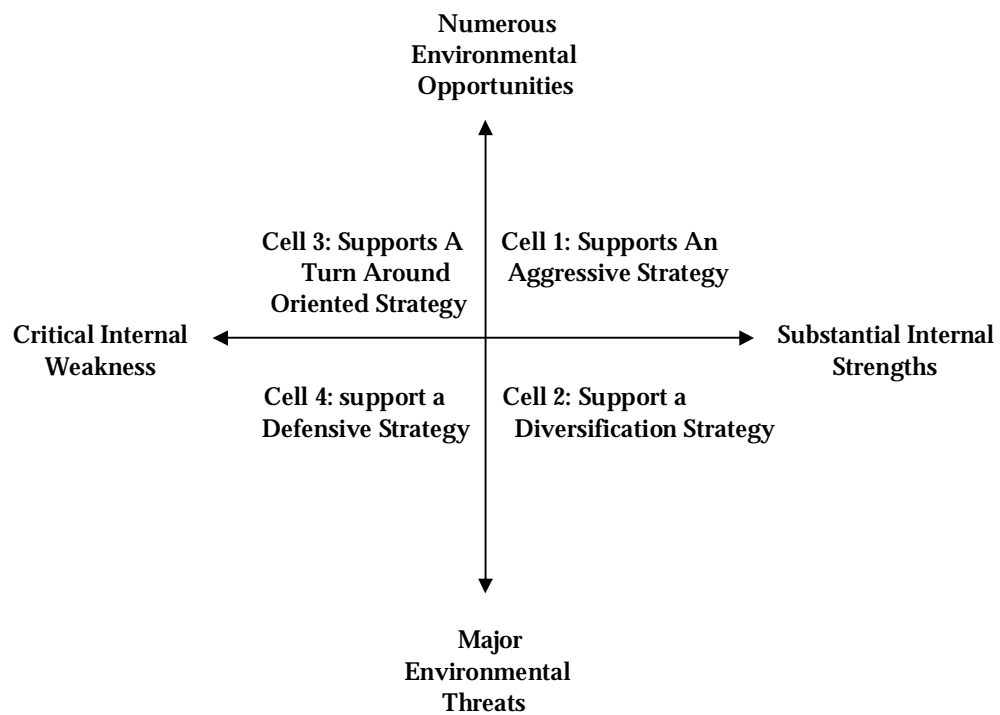 Numerous
Environmental
Opportunities
Cell 3: Supports A
Turn Around
Oriented Strategy
Cell 1: Supports An
Aggressive Strategy
Critical Internal
Weakness
Substantial Internal
Strengths
Cell 4: support a
Defensive Strategy
Cell 2: Support a
Diversification Strategy
Major
Environmental
Threats